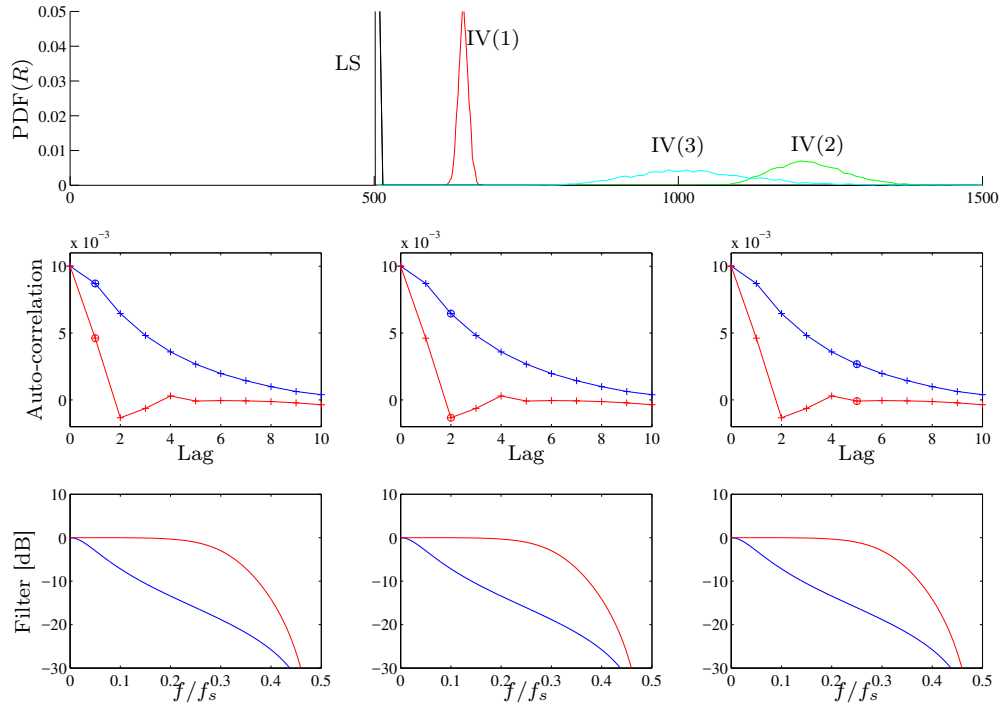 0.05
0.04
0.03
0.02
0.01
0
PDF(R)
LS
IV(1)
IV(3)
IV(2)
0 500 1000 1500
x 10⁻³ x 10⁻³ x 10⁻³
10 10 10
5 5 5
0 0 0
Auto-correlation
0 2 4 6 8 10 0 2 4 6 8 10 0 2 4 6 8 10
Lag Lag Lag
10 10 10
0 0 0
−10 −10 −10
−20 −20 −20
−30 −30 −30
Filter [dB]
0 0.1 0.2 0.3 0.4 0.5 0 0.1 0.2 0.3 0.4 0.5 0 0.1 0.2 0.3 0.4 0.5
f/fₛ f/fₛ f/fₛ